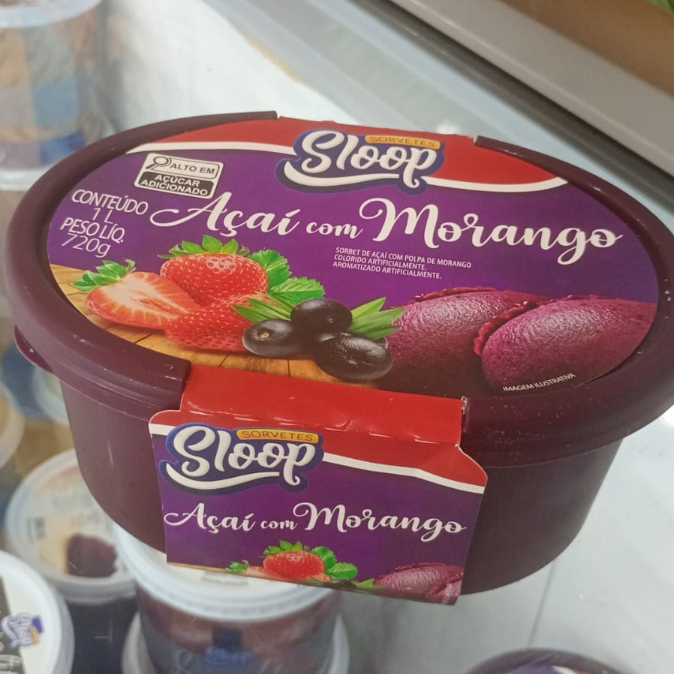 SORVETES
Sloop
ALTO EM
AÇÚCAR
ADICIONADO
CONTEÚDO
1 L
PESO LÍQ.
720g
Açaí com Morango
SORBET DE AÇAÍ COM POLPA DE MORANGO
COLORIDO ARTIFICIALMENTE.
AROMATIZADO ARTIFICIALMENTE.
IMAGEM ILUSTRATIVA
SORVETES
Sloop
Açaí com Morango